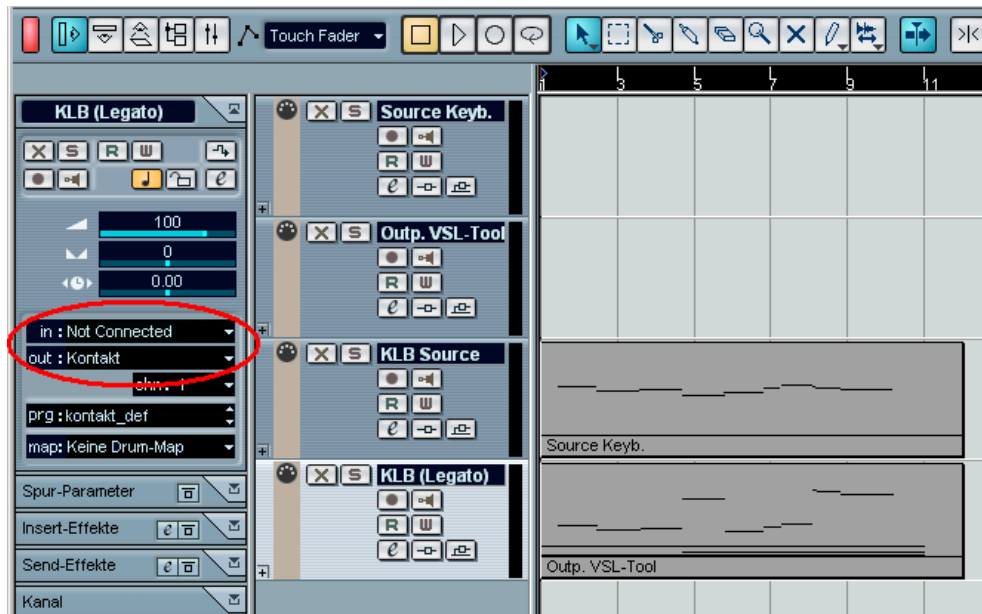 Touch Fader
1 3 5 7 9 11
KLB (Legato)
X S R W
e
100
0
0.00
in : Not Connected
out : Kontakt
chn: 1
prg : kontakt_def
map: Keine Drum-Map
Spur-Parameter
Insert-Effekte e
Send-Effekte e
Kanal
X S Source Keyb.
R W
e
X S Outp. VSL-Tool
R W
e
X S KLB Source
R W
e
X S KLB (Legato)
R W
e
Source Keyb.
Outp. VSL-Tool